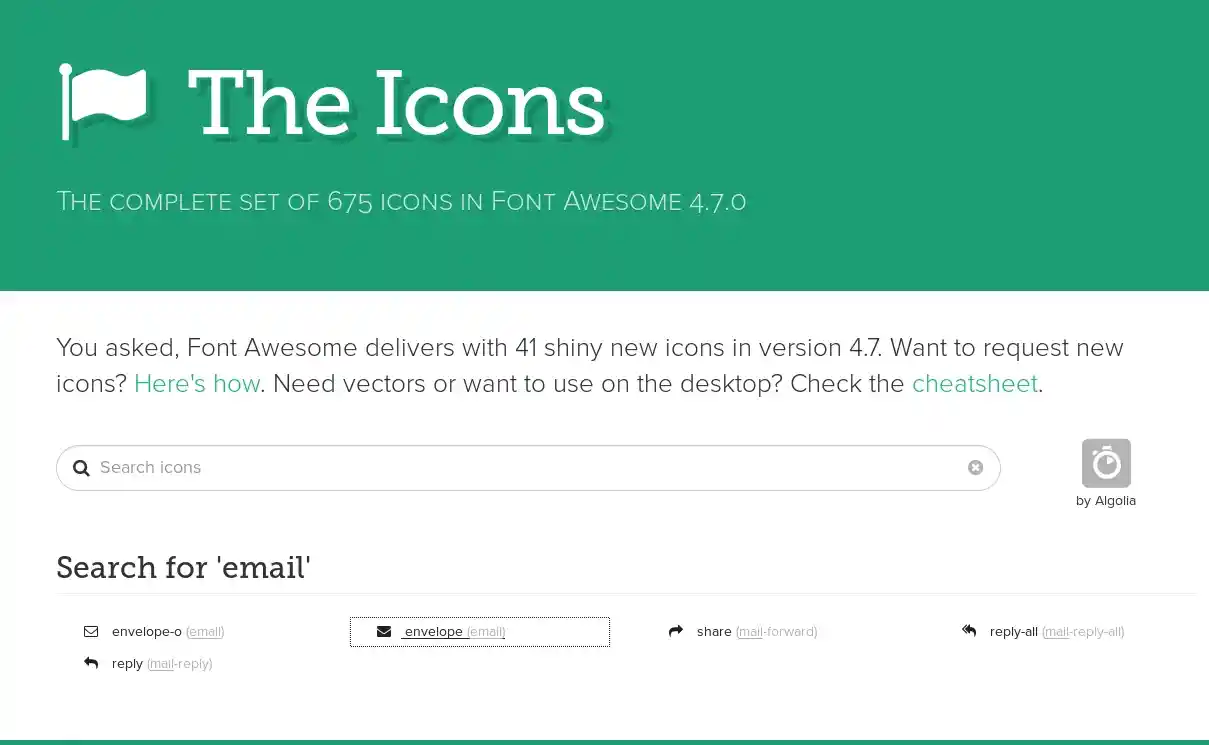 The Icons
The complete set of 675 icons in Font Awesome 4.7.0
You asked, Font Awesome delivers with 41 shiny new icons in version 4.7. Want to request new
icons? Here's how. Need vectors or want to use on the desktop? Check the cheatsheet.
Search icons
by Algolia
Search for 'email'
envelope-o (email) envelope (email) share (mail-forward) reply-all (mail-reply-all)
reply (mail-reply)